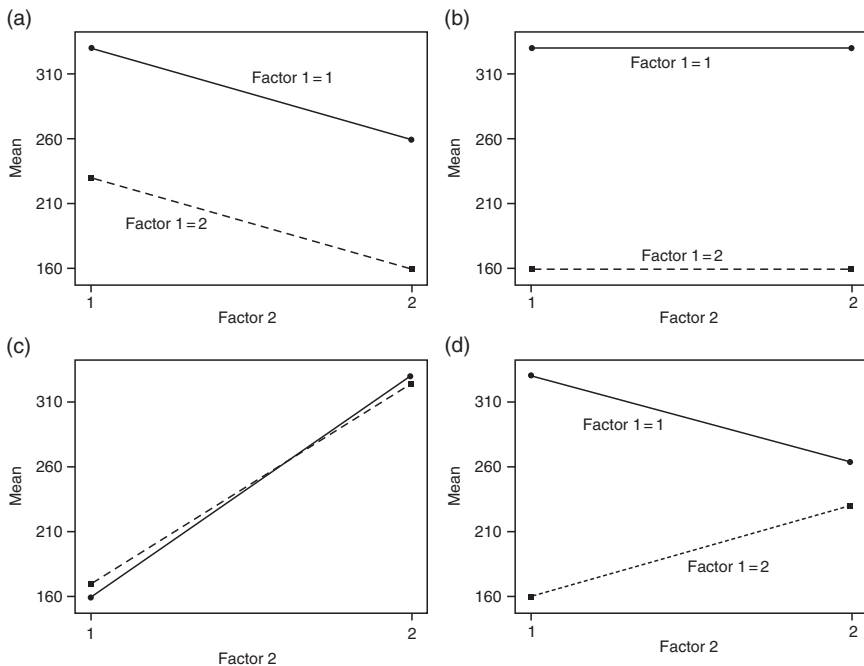 (a)
310
260
210
160
Mean
Factor 1 = 1
Factor 1 = 2
1
2
Factor 2
(b)
310
260
210
160
Mean
Factor 1 = 1
Factor 1 = 2
1
2
Factor 2
(c)
310
260
210
160
Mean
1
2
Factor 2
(d)
310
260
210
160
Mean
Factor 1 = 1
Factor 1 = 2
1
2
Factor 2